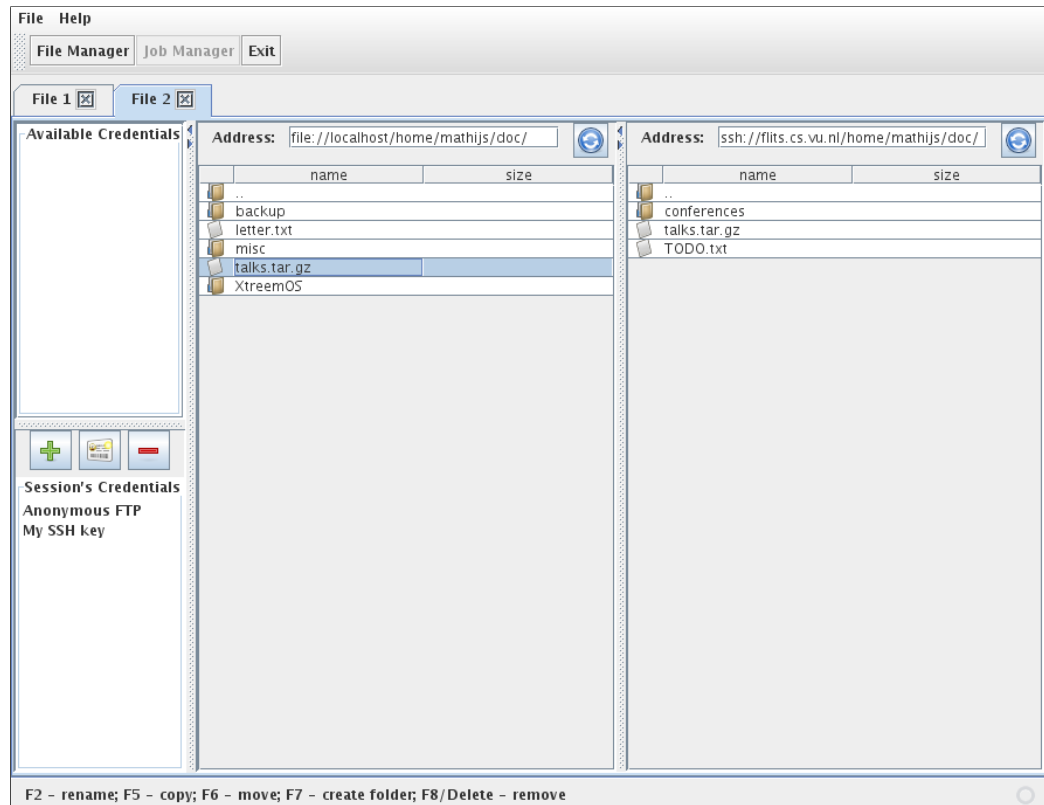 File Help
File Manager Job Manager Exit
File 1 File 2
Available Credentials
Session's Credentials
Anonymous FTP
My SSH key
Address: file://localhost/home/mathijs/doc/
name size
..
backup
letter.txt
misc
talks.tar.gz
XtreemOS
Address: ssh://flits.cs.vu.nl/home/mathijs/doc/
name size
..
conferences
talks.tar.gz
TODO.txt
F2 – rename; F5 – copy; F6 – move; F7 – create folder; F8/Delete – remove